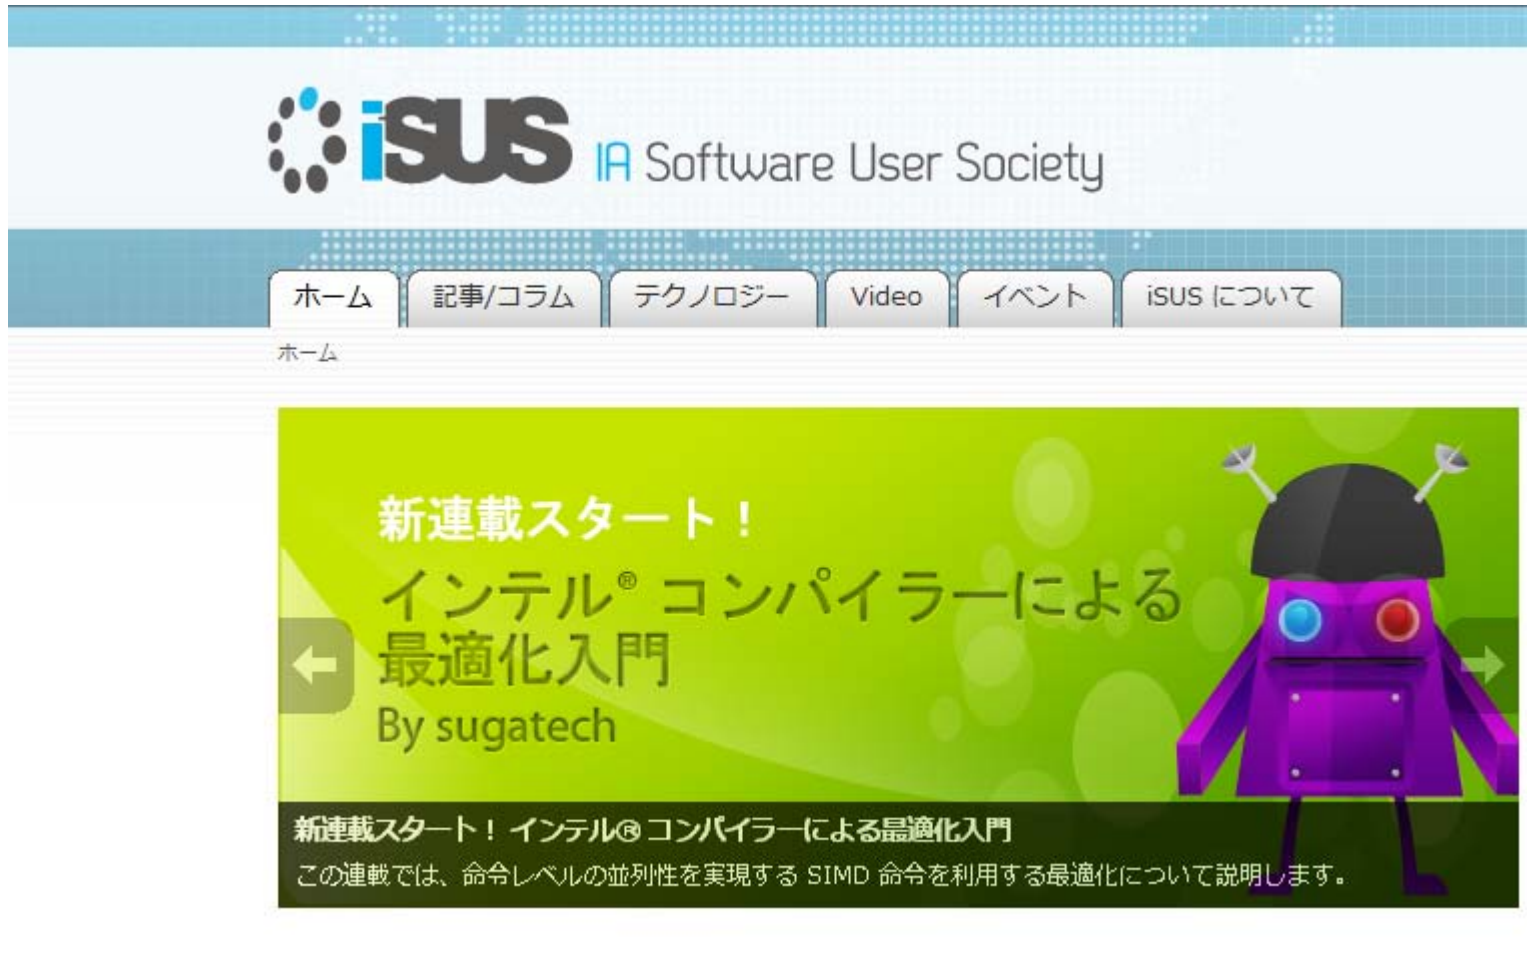 iSUS IA Software User Society
ホーム 記事/コラム テクノロジー Video イベント iSUS について
ホーム
新連載スタート！
インテル® コンパイラーによる
最適化入門
By sugatech
新連載スタート！ インテル® コンパイラーによる最適化入門
この連載では、命令レベルの並列性を実現する SIMD 命令を利用する最適化について説明します。